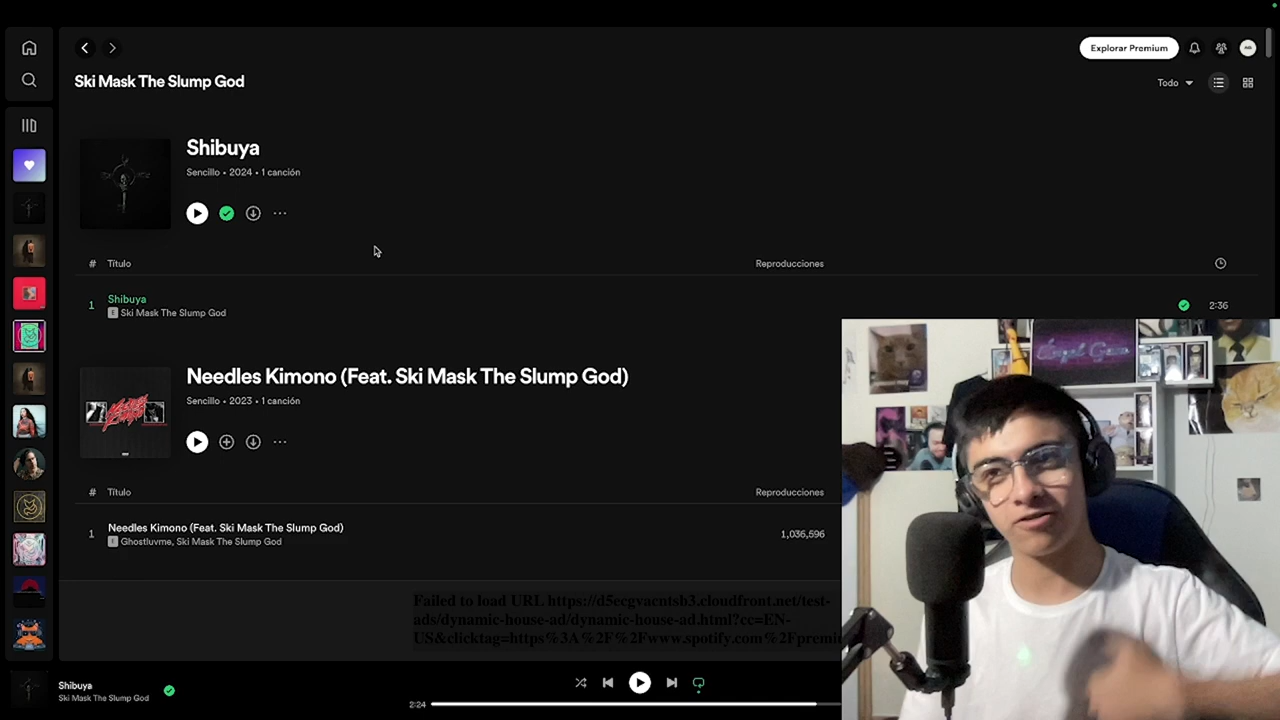 Explorar Premium
Ski Mask The Slump God
Todo
Shibuya
Sencillo • 2024 • 1 canción
# Título Reproducciones
1 Shibuya 2:36
E Ski Mask The Slump God
Needles Kimono (Feat. Ski Mask The Slump God)
Sencillo • 2023 • 1 canción
# Título Reproducciones
1 Needles Kimono (Feat. Ski Mask The Slump God) 1,036,596
E Ghostluvme, Ski Mask The Slump God
Failed to load URL https://d5ecgvacntsb3.cloudfront.net/test-
ads/dynamic-house-ad/dynamic-house-ad.html?cc=EN-
US&clicktag=https%3A%2F%2Fwww.spotify.com%2Fpremi
Shibuya
Ski Mask The Slump God
2:24